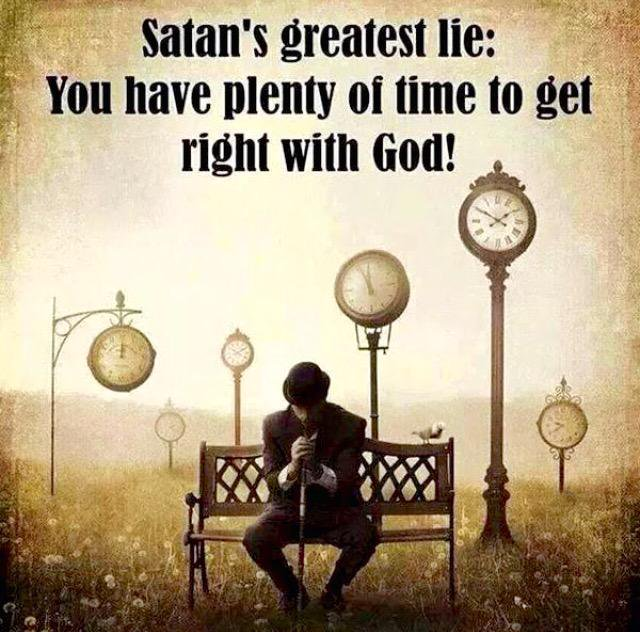 Satan's greatest lie:
You have plenty of time to get
right with God!